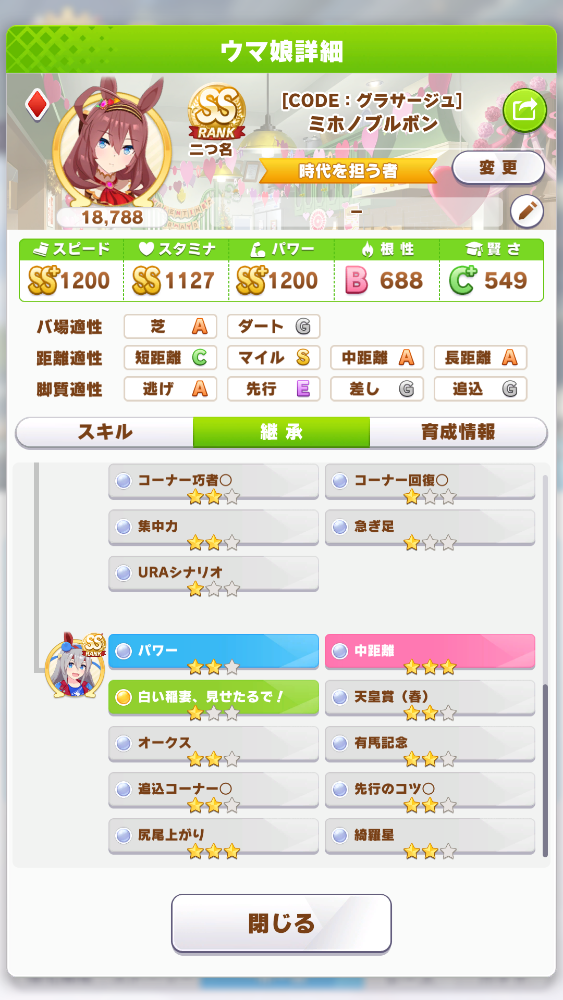 ウマ娘詳細
SS
RANK
二つ名
[CODE：グラサージュ]
ミホノブルボン
時代を担う者
変更
18,788
スピード スタミナ パワー 根性 賢さ
SS+1200 SS 1127 SS+1200 B 688 C+ 549
バ場適性 芝 A ダート G
距離適性 短距離 C マイル S 中距離 A 長距離 A
脚質適性 逃げ A 先行 E 差し G 追込 G
スキル 継承 育成情報
コーナー巧者○ コーナー回復○
集中力 急ぎ足
URAシナリオ
SS
RANK
パワー 中距離
白い稲妻、見せたるで！ 天皇賞（春）
オークス 有馬記念
追込コーナー○ 先行のコツ○
尻尾上がり 綺羅星
閉じる